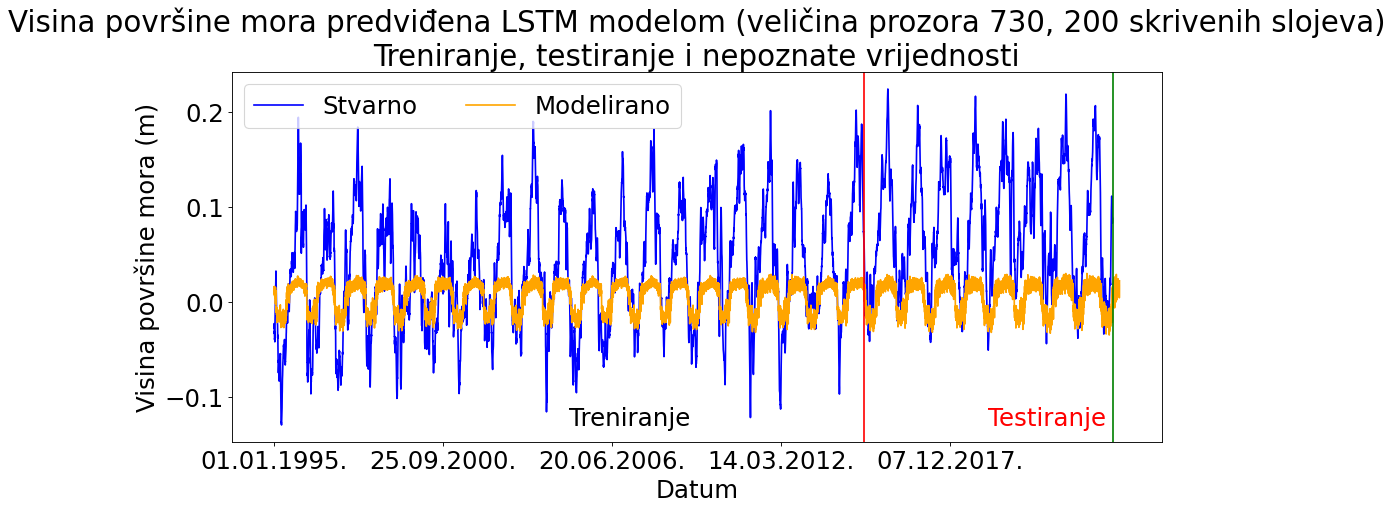 Visina površine mora predviđena LSTM modelom (veličina prozora 730, 200 skrivenih slojeva)
Treniranje, testiranje i nepoznate vrijednosti
Stvarno Modelirano
Visina površine mora (m)
0.2
0.1
0.0
−0.1
Treniranje Testiranje
01.01.1995. 25.09.2000. 20.06.2006. 14.03.2012. 07.12.2017.
Datum